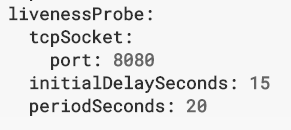 livenessProbe:
  tcpSocket:
    port: 8080
  initialDelaySeconds: 15
  periodSeconds: 20